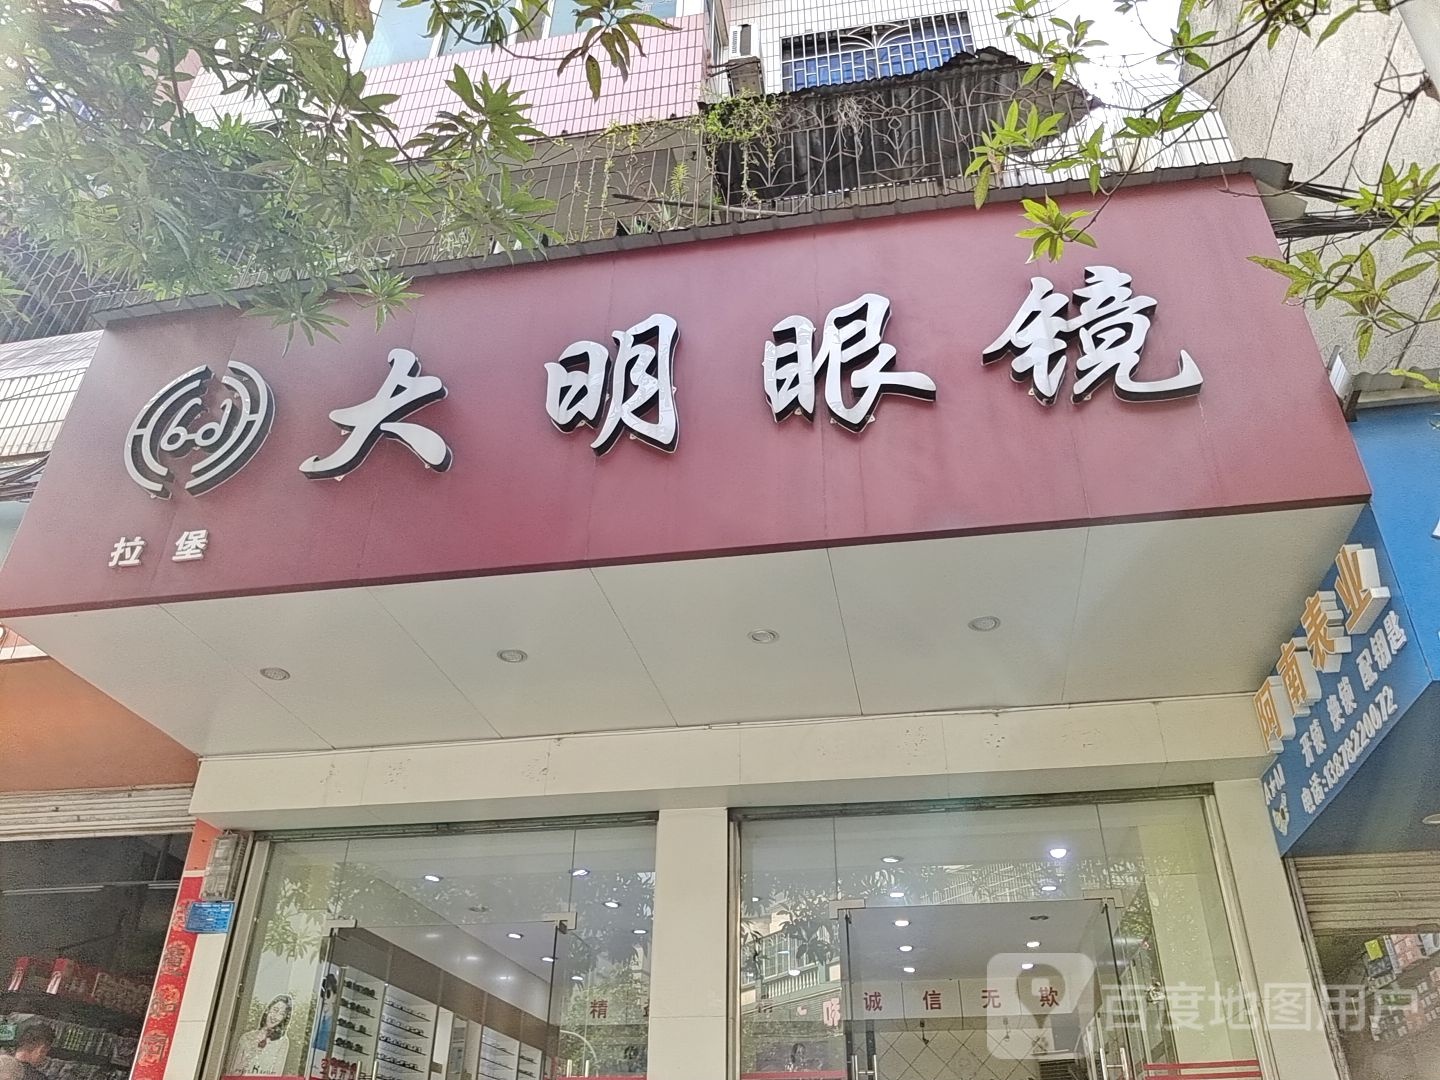 大明眼镜
拉堡
阿南表业
开锁 换锁 配钥匙
电话:13878220672
诚信无欺
百度地图用户